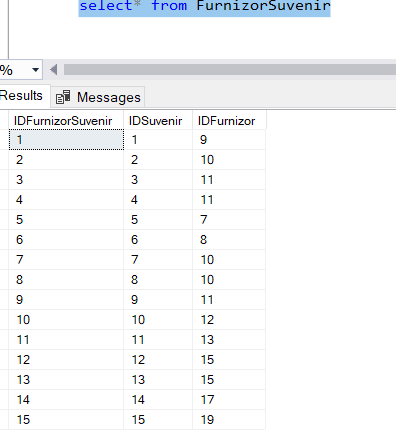 select* from FurnizorSuvenir
%
Results Messages
IDFurnizorSuvenir IDSuvenir IDFurnizor
1 1 9
2 2 10
3 3 11
4 4 11
5 5 7
6 6 8
7 7 10
8 8 10
9 9 11
10 10 12
11 11 13
12 12 15
13 13 15
14 14 17
15 15 19